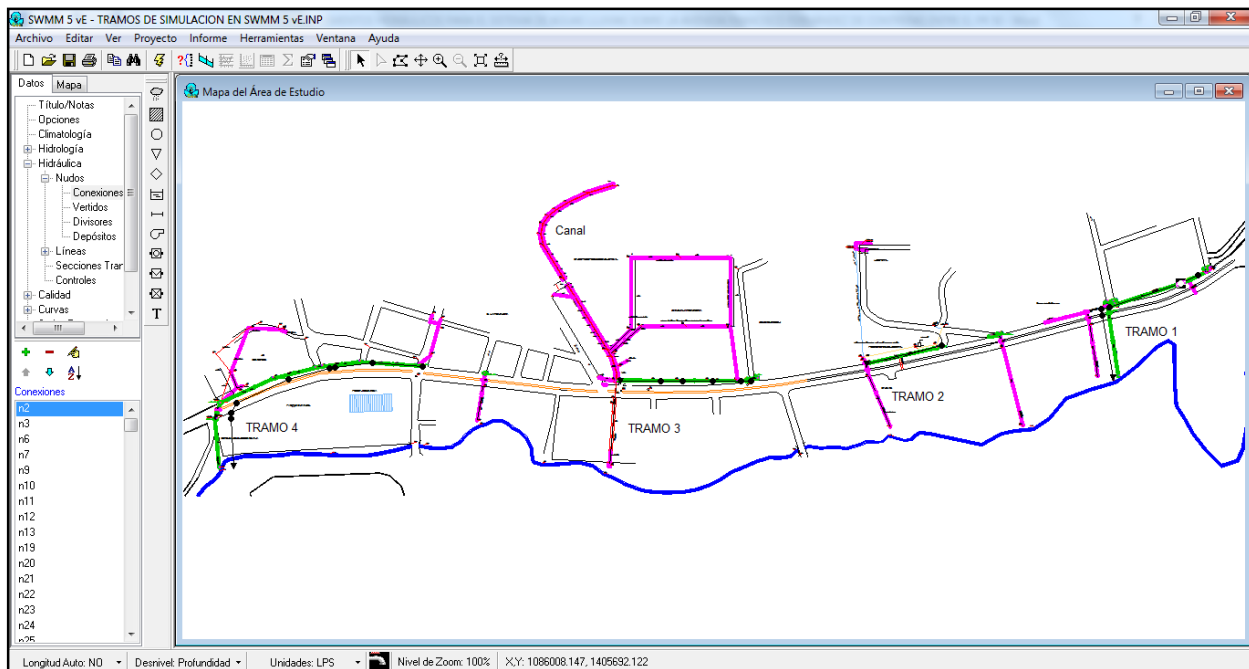 SWMM 5 vE - TRAMOS DE SIMULACION EN SWMM 5 vE.INP
Archivo Editar Ver Proyecto Informe Herramientas Ventana Ayuda
Datos Mapa
Título/Notas
Opciones
Climatología
Hidrología
Hidráulica
Nudos
Conexiones
Vertidos
Divisores
Depósitos
Líneas
Secciones Tran
Controles
Calidad
Curvas
T
Conexiones
n2
n3
n6
n7
n9
n10
n11
n12
n13
n19
n20
n21
n22
n23
n24
n25
Mapa del Área de Estudio
Canal
TRAMO 1
TRAMO 2
TRAMO 3
TRAMO 4
Longitud Auto: NO Desnivel: Profundidad Unidades: LPS Nivel de Zoom: 100% X,Y: 1086008.147, 1405692.122